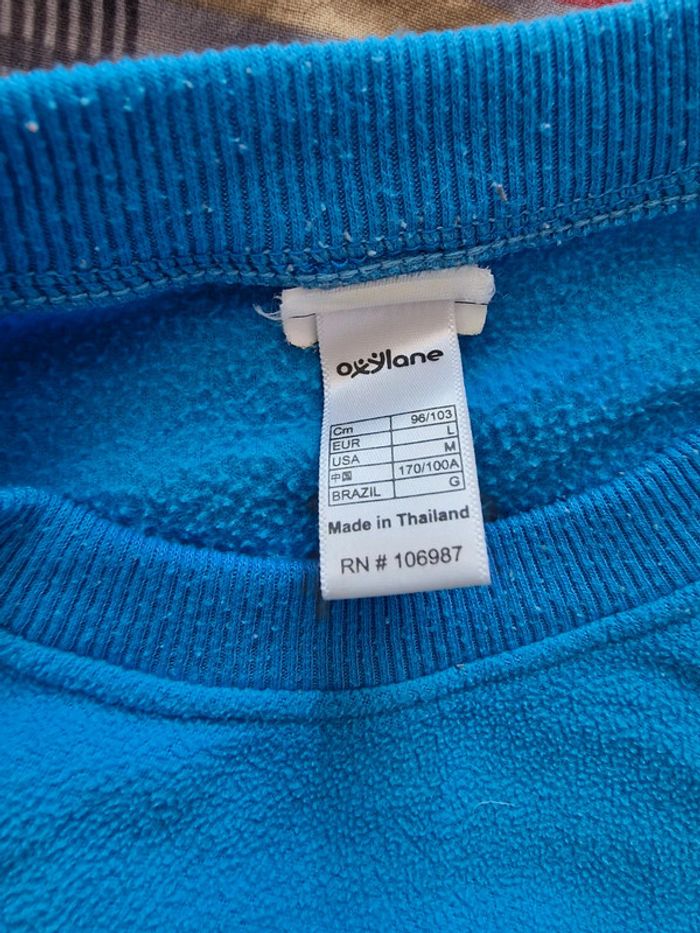 oxylane
Cm 96/103
EUR L
USA M
中国 170/100A
BRAZIL G
Made in Thailand
RN # 106987